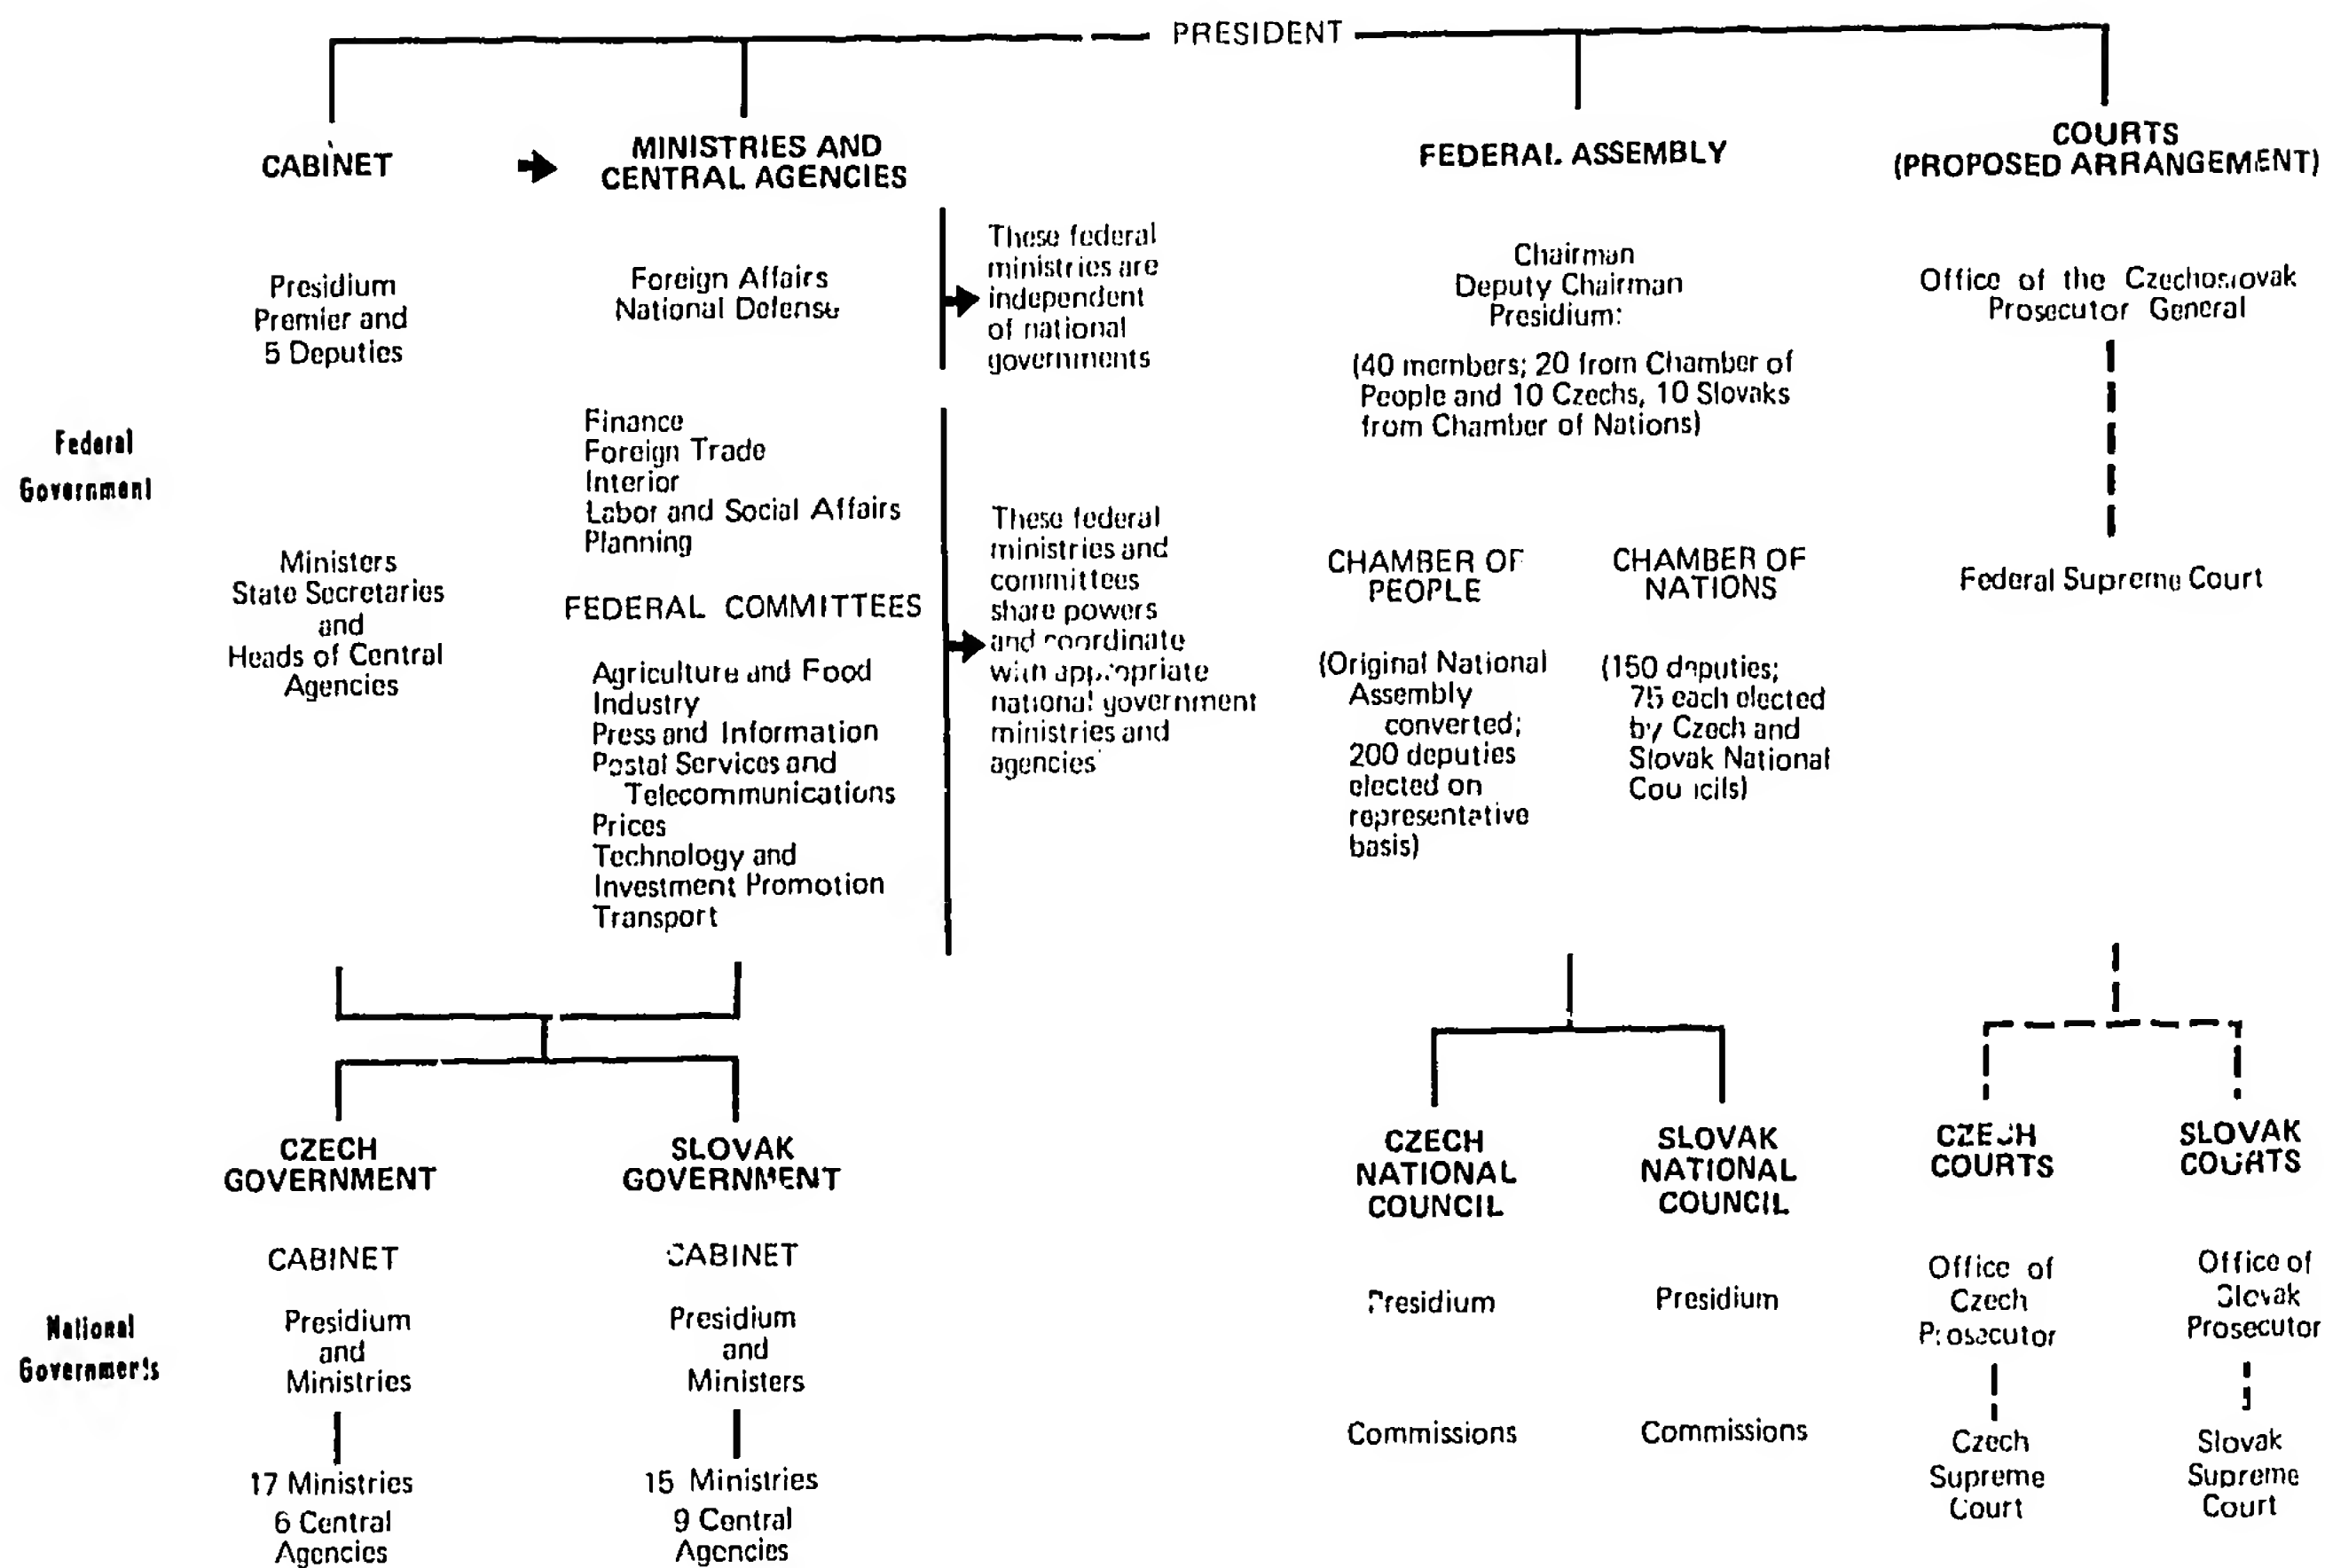 PRESIDENT
CABINET
MINISTRIES AND
CENTRAL AGENCIES
FEDERAL ASSEMBLY
COURTS
(PROPOSED ARRANGEMENT)
Federal
Government
Presidium
Premier and
5 Deputies
Ministers
State Secretaries
and
Heads of Central
Agencies
Foreign Affairs
National Defense
These federal
ministries are
independent
of national
governments
Finance
Foreign Trade
Interior
Labor and Social Affairs
Planning
FEDERAL COMMITTEES
Agriculture and Food
Industry
Press and Information
Postal Services and
Telecommunications
Prices
Technology and
Investment Promotion
Transport
These federal
ministries and
committees
share powers
and coordinate
with appropriate
national government
ministries and
agencies
Chairman
Deputy Chairman
Presidium:
(40 members; 20 from Chamber of
People and 10 Czechs, 10 Slovaks
from Chamber of Nations)
CHAMBER OF
PEOPLE
(Original National
Assembly
converted;
200 deputies
elected on
representative
basis)
CHAMBER OF
NATIONS
(150 deputies;
75 each elected
by Czech and
Slovak National
Councils)
Office of the Czechoslovak
Prosecutor General
Federal Supreme Court
National
Governments
CZECH
GOVERNMENT
CABINET
Presidium
and
Ministries
17 Ministries
6 Central
Agencies
SLOVAK
GOVERNMENT
CABINET
Presidium
and
Ministers
15 Ministries
9 Central
Agencies
CZECH
NATIONAL
COUNCIL
Presidium
Commissions
SLOVAK
NATIONAL
COUNCIL
Presidium
Commissions
CZECH
COURTS
Office of
Czech
Prosecutor
Czech
Supreme
Court
SLOVAK
COURTS
Office of
Slovak
Prosecutor
Slovak
Supreme
Court